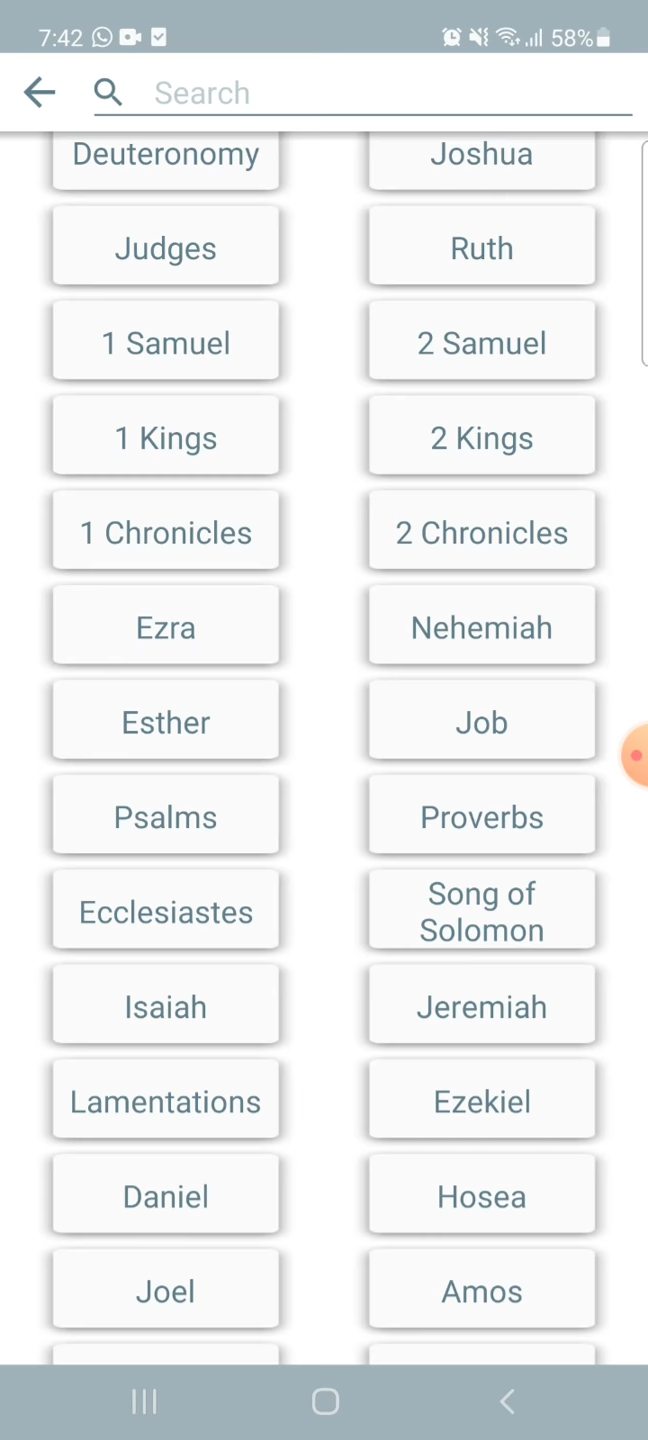 7:42 58%
Search
Deuteronomy Joshua
Judges Ruth
1 Samuel 2 Samuel
1 Kings 2 Kings
1 Chronicles 2 Chronicles
Ezra Nehemiah
Esther Job
Psalms Proverbs
Ecclesiastes Song of
Solomon
Isaiah Jeremiah
Lamentations Ezekiel
Daniel Hosea
Joel Amos